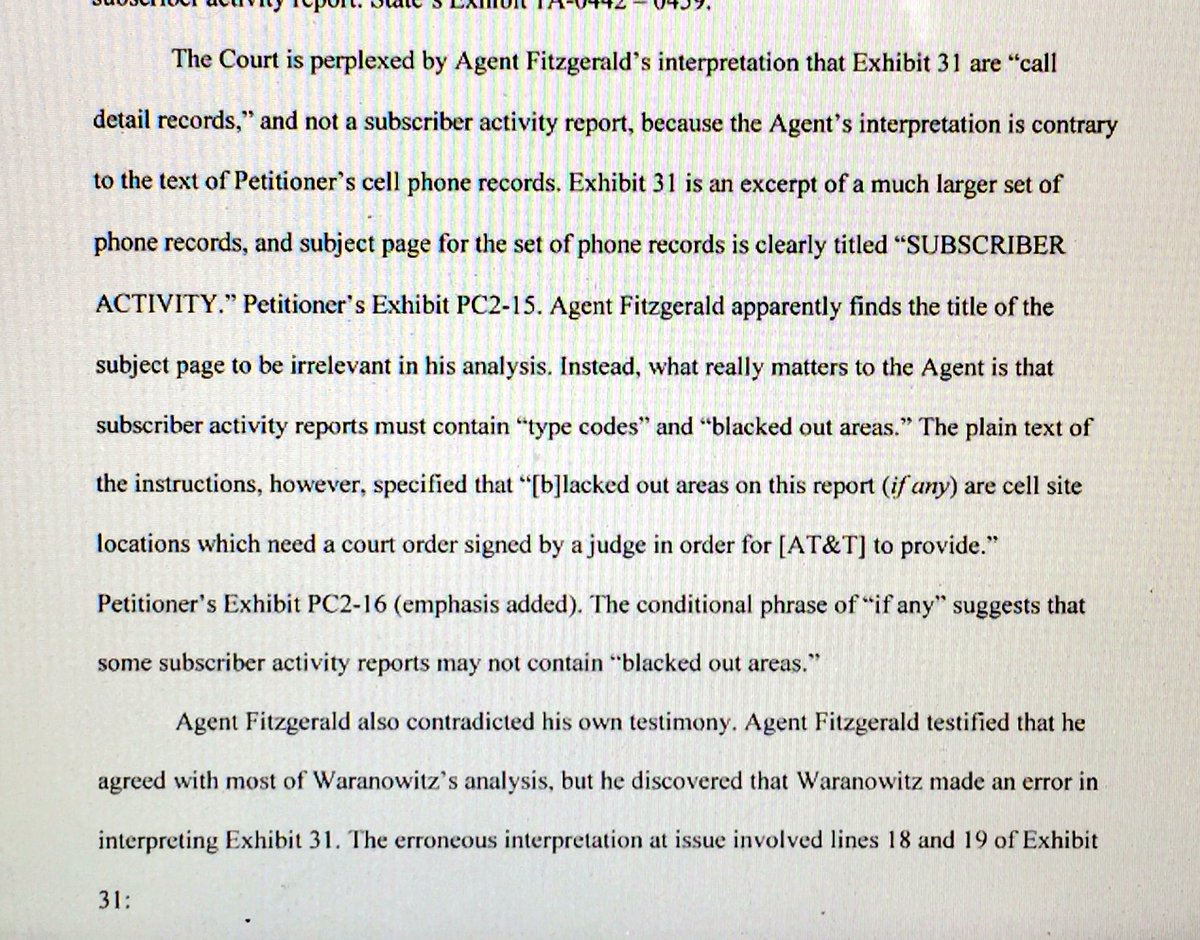 subscriber activity report. State's Exhibit 1A-0442 – 0459.
The Court is perplexed by Agent Fitzgerald's interpretation that Exhibit 31 are “call
detail records,” and not a subscriber activity report, because the Agent's interpretation is contrary
to the text of Petitioner's cell phone records. Exhibit 31 is an excerpt of a much larger set of
phone records, and subject page for the set of phone records is clearly titled “SUBSCRIBER
ACTIVITY.” Petitioner's Exhibit PC2-15. Agent Fitzgerald apparently finds the title of the
subject page to be irrelevant in his analysis. Instead, what really matters to the Agent is that
subscriber activity reports must contain “type codes” and “blacked out areas.” The plain text of
the instructions, however, specified that “[b]lacked out areas on this report (if any) are cell site
locations which need a court order signed by a judge in order for [AT&T] to provide.”
Petitioner's Exhibit PC2-16 (emphasis added). The conditional phrase of “if any” suggests that
some subscriber activity reports may not contain “blacked out areas.”
Agent Fitzgerald also contradicted his own testimony. Agent Fitzgerald testified that he
agreed with most of Waranowitz's analysis, but he discovered that Waranowitz made an error in
interpreting Exhibit 31. The erroneous interpretation at issue involved lines 18 and 19 of Exhibit
31: